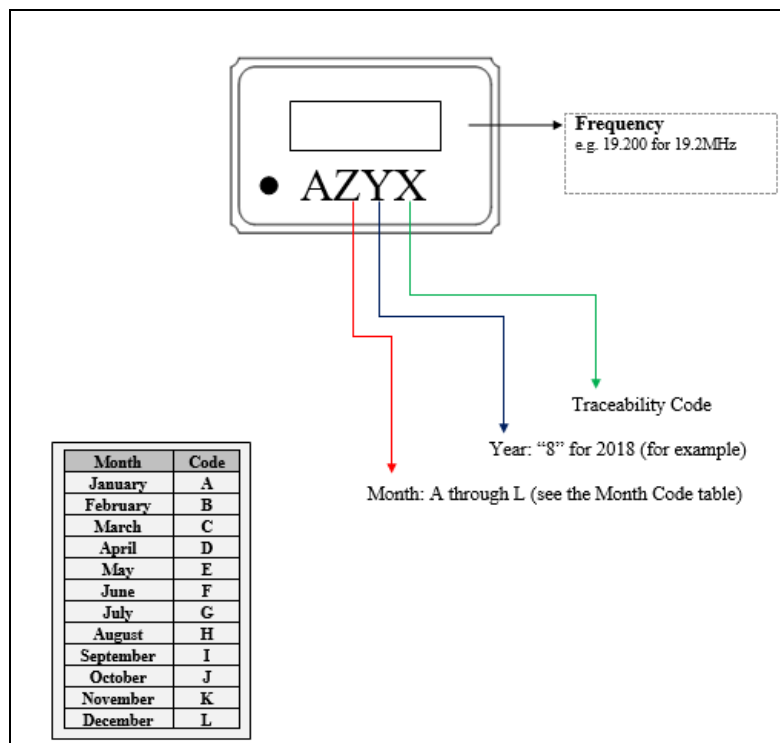 Frequency
e.g. 19.200 for 19.2MHz
AZYX
Traceability Code
Year: “8” for 2018 (for example)
Month: A through L (see the Month Code table)
Month Code
January A
February B
March C
April D
May E
June F
July G
August H
September I
October J
November K
December L